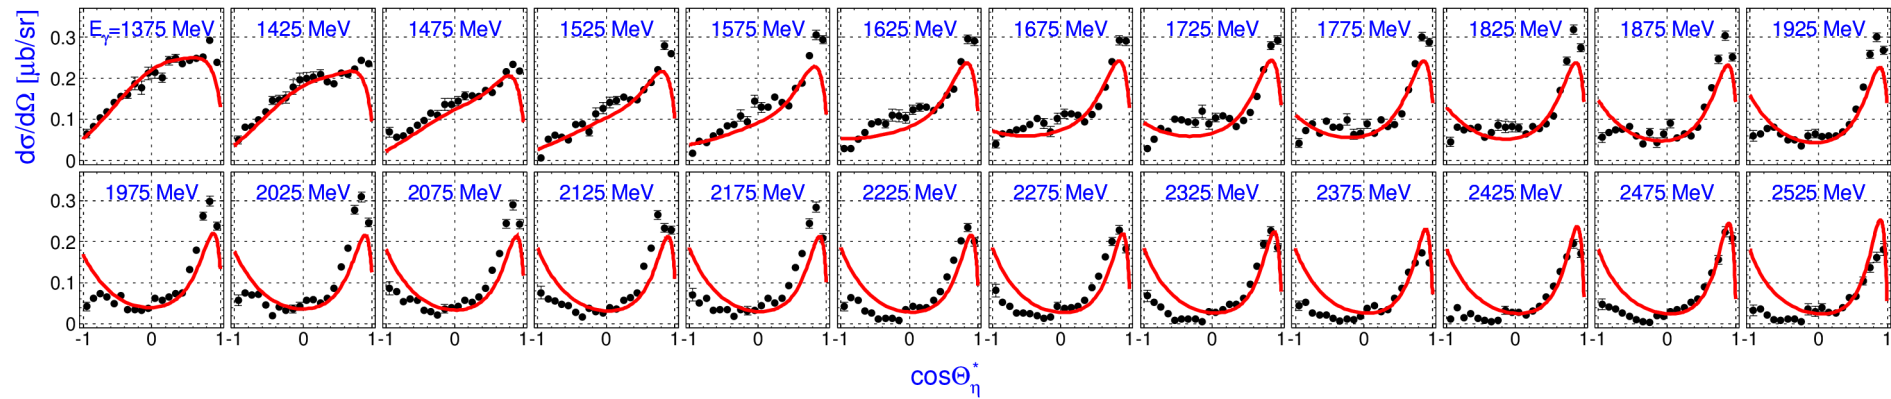 dσ/dΩ [μb/sr]
0.3
0.2
0.1
0
E_γ=1375 MeV
1425 MeV
1475 MeV
1525 MeV
1575 MeV
1625 MeV
1675 MeV
1725 MeV
1775 MeV
1825 MeV
1875 MeV
1925 MeV
0.3
0.2
0.1
0
1975 MeV
2025 MeV
2075 MeV
2125 MeV
2175 MeV
2225 MeV
2275 MeV
2325 MeV
2375 MeV
2425 MeV
2475 MeV
2525 MeV
-1 0 1 -1 0 1 -1 0 1 -1 0 1 -1 0 1 -1 0 1 -1 0 1 -1 0 1 -1 0 1 -1 0 1 -1 0 1 -1 0 1
cosΘ*_η